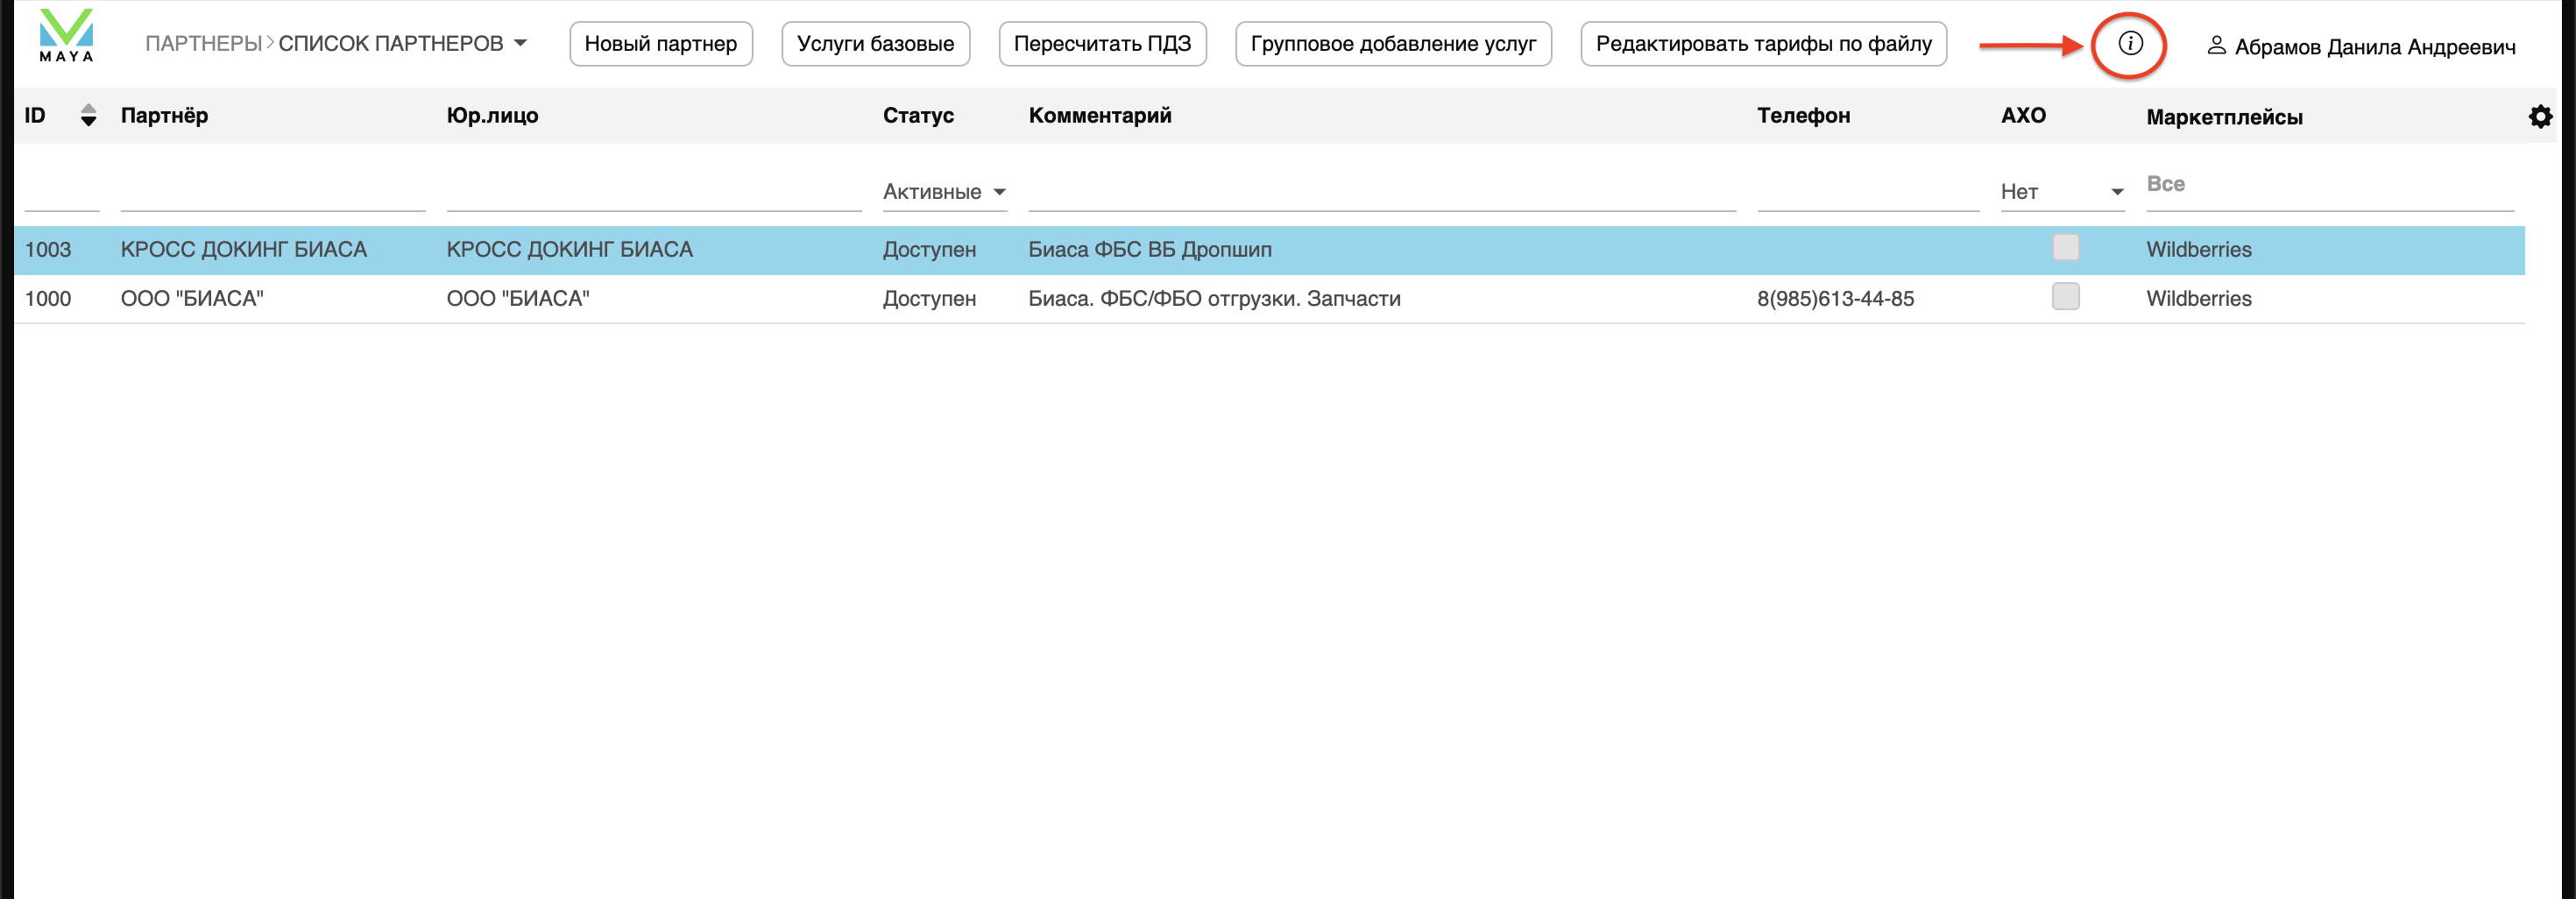 MAYA
ПАРТНЕРЫ > СПИСОК ПАРТНЕРОВ
Новый партнер
Услуги базовые
Пересчитать ПДЗ
Групповое добавление услуг
Редактировать тарифы по файлу
i
Абрамов Данила Андреевич
ID Партнёр Юр.лицо Статус Комментарий Телефон АХО Маркетплейсы
Активные Нет Все
1003 КРОСС ДОКИНГ БИАСА КРОСС ДОКИНГ БИАСА Доступен Биаса ФБС ВБ Дропшип Wildberries
1000 ООО "БИАСА" ООО "БИАСА" Доступен Биаса. ФБС/ФБО отгрузки. Запчасти 8(985)613-44-85 Wildberries